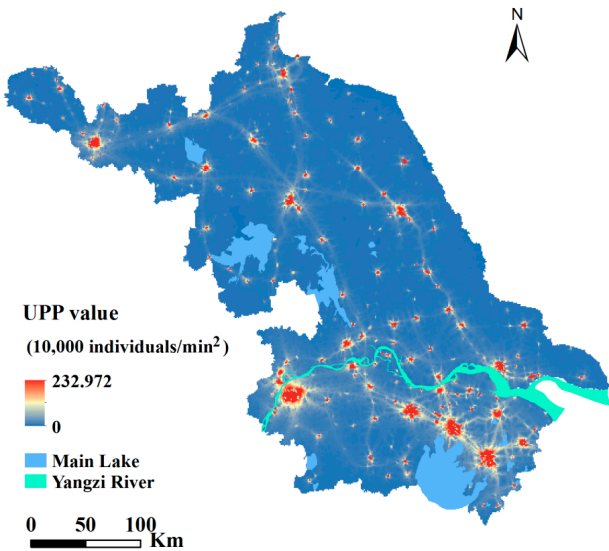 N
UPP value
(10,000 individuals/min²)
232.972
0
Main Lake
Yangzi River
0 50 100
Km